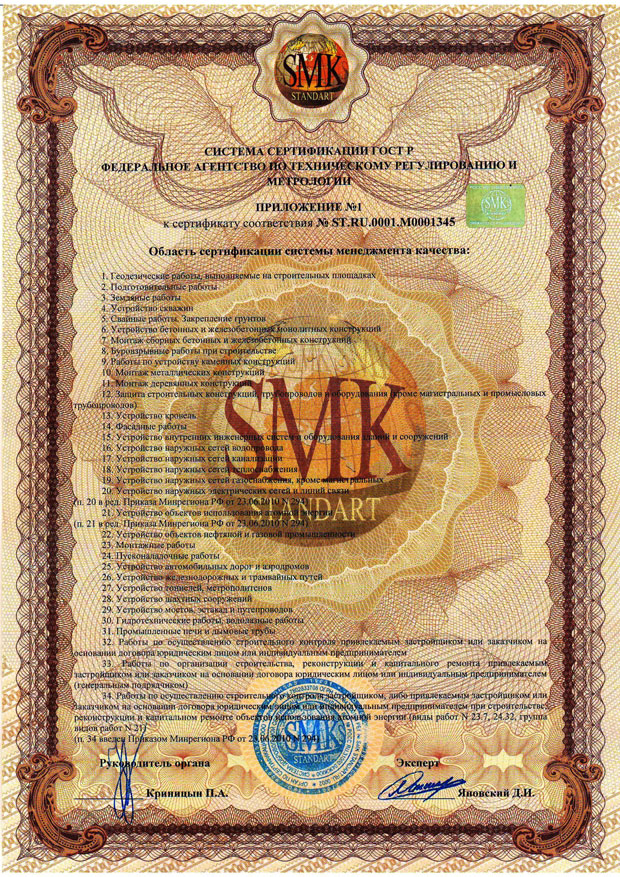 SMK
STANDART
СИСТЕМА СЕРТИФИКАЦИИ ГОСТ Р
ФЕДЕРАЛЬНОЕ АГЕНТСТВО ПО ТЕХНИЧЕСКОМУ РЕГУЛИРОВАНИЮ И
МЕТРОЛОГИИ
ПРИЛОЖЕНИЕ №1
к сертификату соответствия № ST.RU.0001.M0001345
SMK
Область сертификации системы менеджмента качества:
1. Геодезические работы, выполняемые на строительных площадках
2. Подготовительные работы
3. Земляные работы
4. Устройство скважин
5. Свайные работы. Закрепление грунтов
6. Устройство бетонных и железобетонных монолитных конструкций
7. Монтаж сборных бетонных и железобетонных конструкций
8. Буровзрывные работы при строительстве
9. Работы по устройству каменных конструкций
10. Монтаж металлических конструкций
11. Монтаж деревянных конструкций
12. Защита строительных конструкций, трубопроводов и оборудования (кроме магистральных и промысловых
трубопроводов)
13. Устройство кровель
14. Фасадные работы
15. Устройство внутренних инженерных систем и оборудования зданий и сооружений
16. Устройство наружных сетей водопровода
17. Устройство наружных сетей канализации
18. Устройство наружных сетей теплоснабжения
19. Устройство наружных сетей газоснабжения, кроме магистральных
20. Устройство наружных электрических сетей и линий связи
(п. 20 в ред. Приказа Минрегиона РФ от 23.06.2010 N 294)
21. Устройство объектов использования атомной энергии
(п. 21 в ред. Приказа Минрегиона РФ от 23.06.2010 N 294)
22. Устройство объектов нефтяной и газовой промышленности
23. Монтажные работы
24. Пусконаладочные работы
25. Устройство автомобильных дорог и аэродромов
26. Устройство железнодорожных и трамвайных путей
27. Устройство тоннелей, метрополитенов
28. Устройство шахтных сооружений
29. Устройство мостов, эстакад и путепроводов
30. Гидротехнические работы, водолазные работы
31. Промышленные печи и дымовые трубы
32. Работы по осуществлению строительного контроля привлекаемым застройщиком или заказчиком на
основании договора юридическим лицом или индивидуальным предпринимателем
33. Работы по организации строительства, реконструкции и капитального ремонта привлекаемым
застройщиком или заказчиком на основании договора юридическим лицом или индивидуальным предпринимателем
(генеральным подрядчиком)
34. Работы по осуществлению строительного контроля застройщиком, либо привлекаемым застройщиком или
заказчиком на основании договора юридическим лицом или индивидуальным предпринимателем при строительстве,
реконструкции и капитальном ремонте объектов использования атомной энергии (виды работ N 23.7, 24.32, группа
видов работ N 21)
(п. 34 введен Приказом Минрегиона РФ от 23.06.2010 N 294)
SMK
STANDART
SMK
STANDART
Руководитель органа
Эксперт
Криницын П.А.
Яновский Д.И.